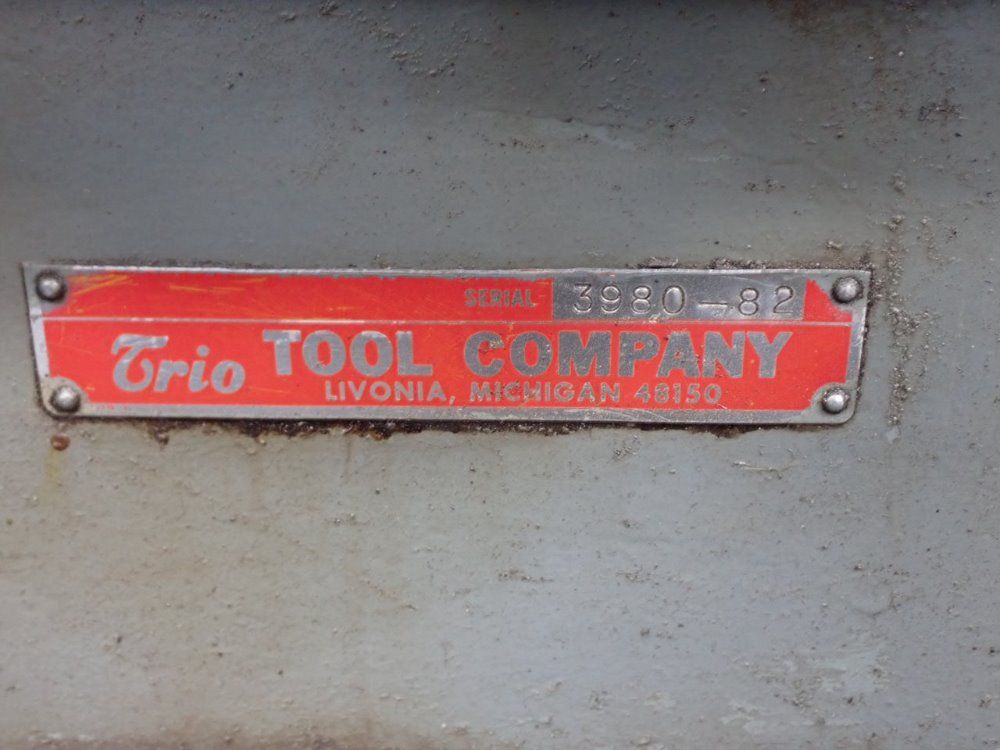 SERIAL 3980-82
Trio TOOL COMPANY
LIVONIA, MICHIGAN 48150